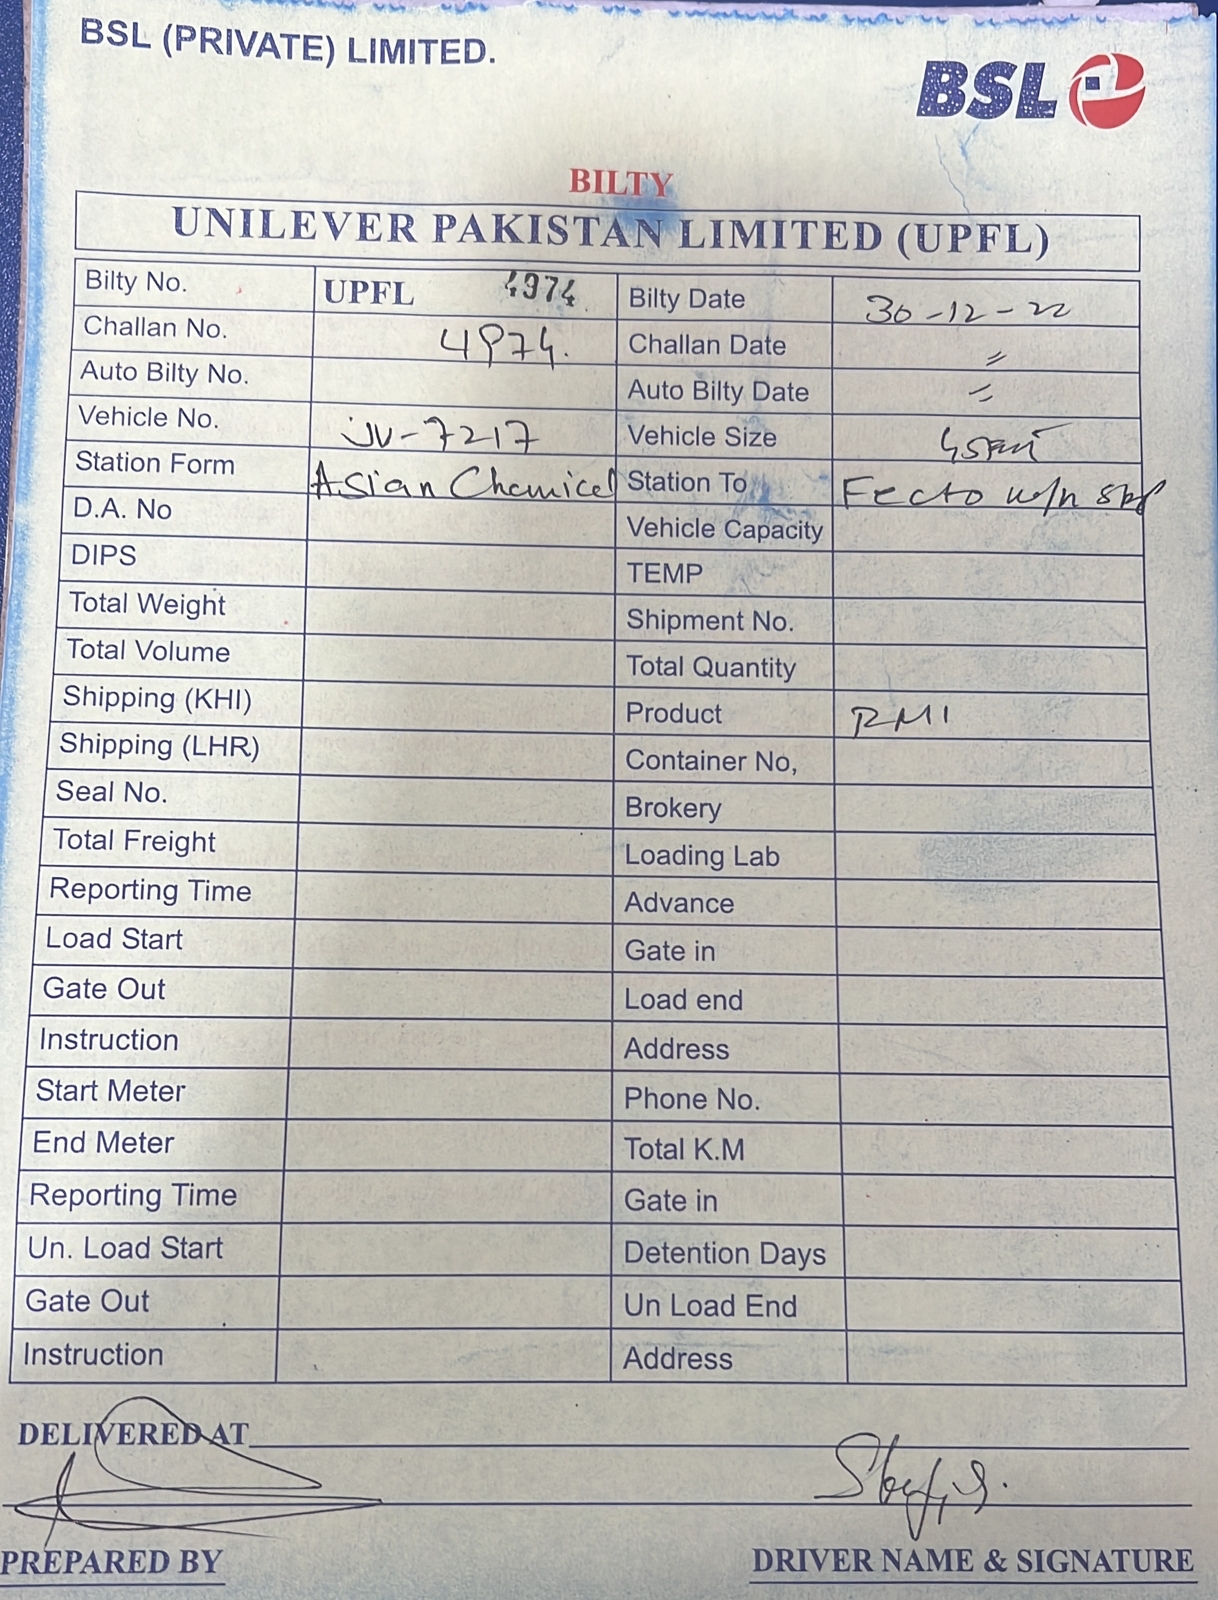 BSL (PRIVATE) LIMITED.
BSL
BILTY
UNILEVER PAKISTAN LIMITED (UPFL)
Bilty No. UPFL 4974 Bilty Date 30-12-22
Challan No. 4974. Challan Date "
Auto Bilty No. Auto Bilty Date "
Vehicle No. JU-7217 Vehicle Size
Station Form Asian Chemical Station To Fecto w/h
D.A. No Vehicle Capacity
DIPS TEMP
Total Weight Shipment No.
Total Volume Total Quantity
Shipping (KHI) Product RMI
Shipping (LHR) Container No,
Seal No. Brokery
Total Freight Loading Lab
Reporting Time Advance
Load Start Gate in
Gate Out Load end
Instruction Address
Start Meter Phone No.
End Meter Total K.M
Reporting Time Gate in
Un. Load Start Detention Days
Gate Out Un Load End
Instruction Address
DELIVERED AT
PREPARED BY DRIVER NAME & SIGNATURE